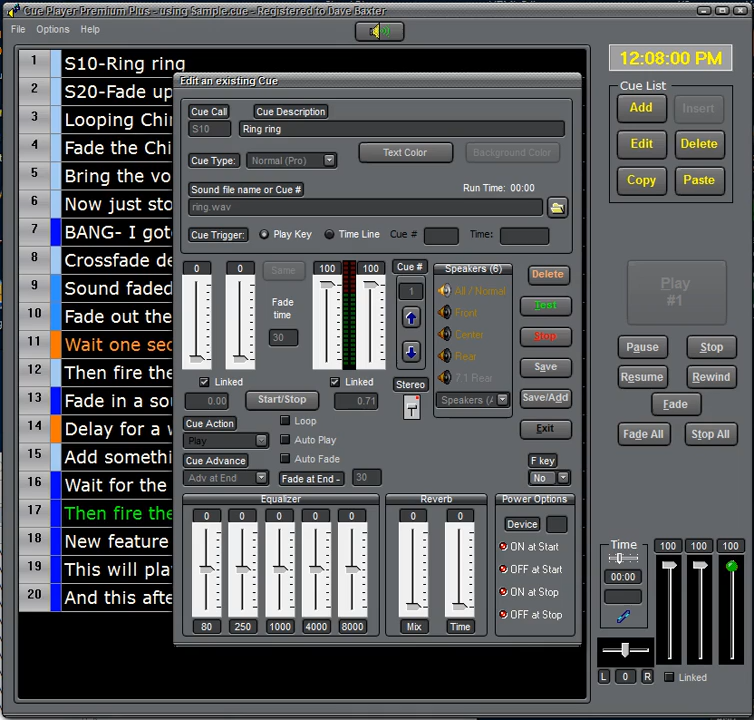 Cue Player Premium Plus - using Sample.cue - Registered to Dave Baxter
File Options Help
12:08:00 PM
Cue List
Add Insert
Edit Delete
Copy Paste
Play
#1
Pause Stop
Resume Rewind
Fade
Fade All Stop All
1 S10-Ring ring
2 S20-Fade up
3 Looping Chi
4 Fade the Chi
5 Bring the vo
6 Now just sto
7 BANG- I got
8 Crossfade de
9 Sound faded
10 Fade out the
11 Wait one sec
12 Then fire the
13 Fade in a sou
14 Delay for a w
15 Add somethi
16 Wait for the
17 Then fire the
18 New feature
19 This will pla
20 And this afte
Edit an existing Cue
Cue Call Cue Description
S10 Ring ring
Cue Type: Normal (Pro) Text Color Background Color
Sound file name or Cue # Run Time: 00:00
ring.wav
Cue Trigger: Play Key Time Line Cue # Time:
0 0 Same 100 100 Cue # Speakers (6) Delete
1 All / Normal
Fade
time
Front Test
30 Center Stop
Rear
7.1 Rear Save
Linked Linked Stereo
0.00 Start/Stop 0.71 Speakers (A Save/Add
Cue Action Loop
Play Auto Play Exit
Cue Advance Auto Fade F key
Adv at End Fade at End - 30 No
Equalizer Reverb Power Options
0 0 0 0 0 0 0 Device
ON at Start
OFF at Start
ON at Stop
OFF at Stop
80 250 1000 4000 8000 Mix Time
Time 100 100 100
00:00
L 0 R Linked